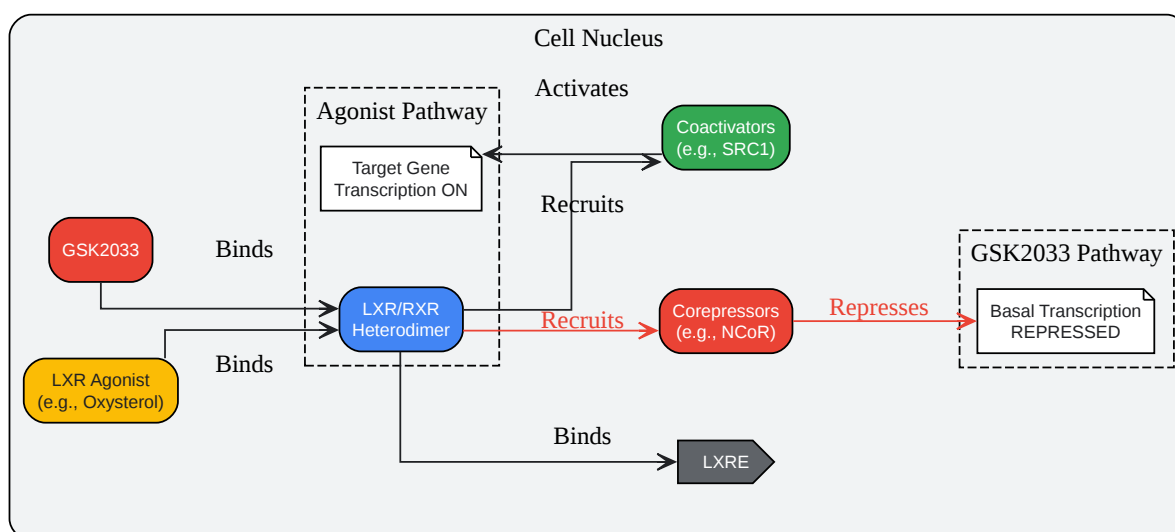 Cell Nucleus
Activates
Agonist Pathway
Coactivators
(e.g., SRC1)
Target Gene
Transcription ON
Recruits
GSK2033
Binds
GSK2033 Pathway
LXR/RXR
Heterodimer
Recruits
Corepressors
(e.g., NCoR)
Represses
Basal Transcription
REPRESSED
Binds
LXR Agonist
(e.g., Oxysterol)
Binds
LXRE